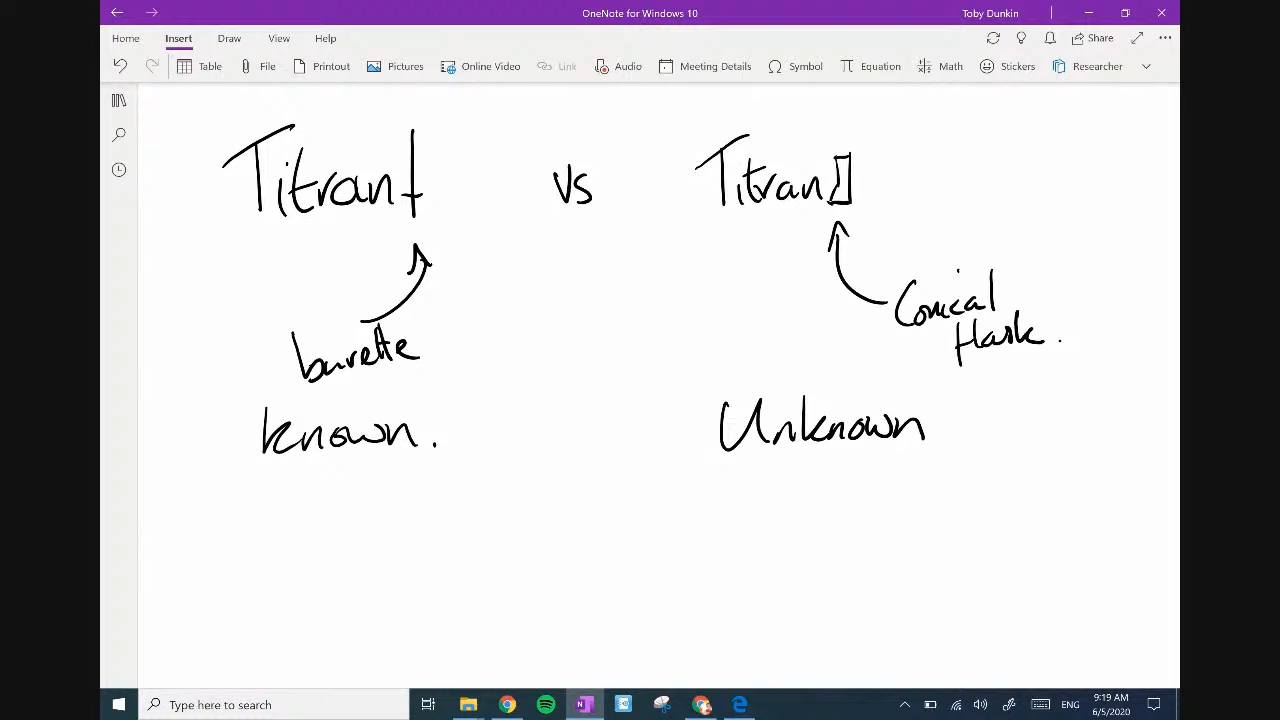 OneNote for Windows 10
Toby Dunkin
Home Insert Draw View Help
Share
Table File Printout Pictures Online Video Link Audio Meeting Details Symbol Equation Math Stickers Researcher
Titrant vs Titrand
burette
Conical
flask.
known.
Unknown
Type here to search
ENG
9:19 AM
6/5/2020